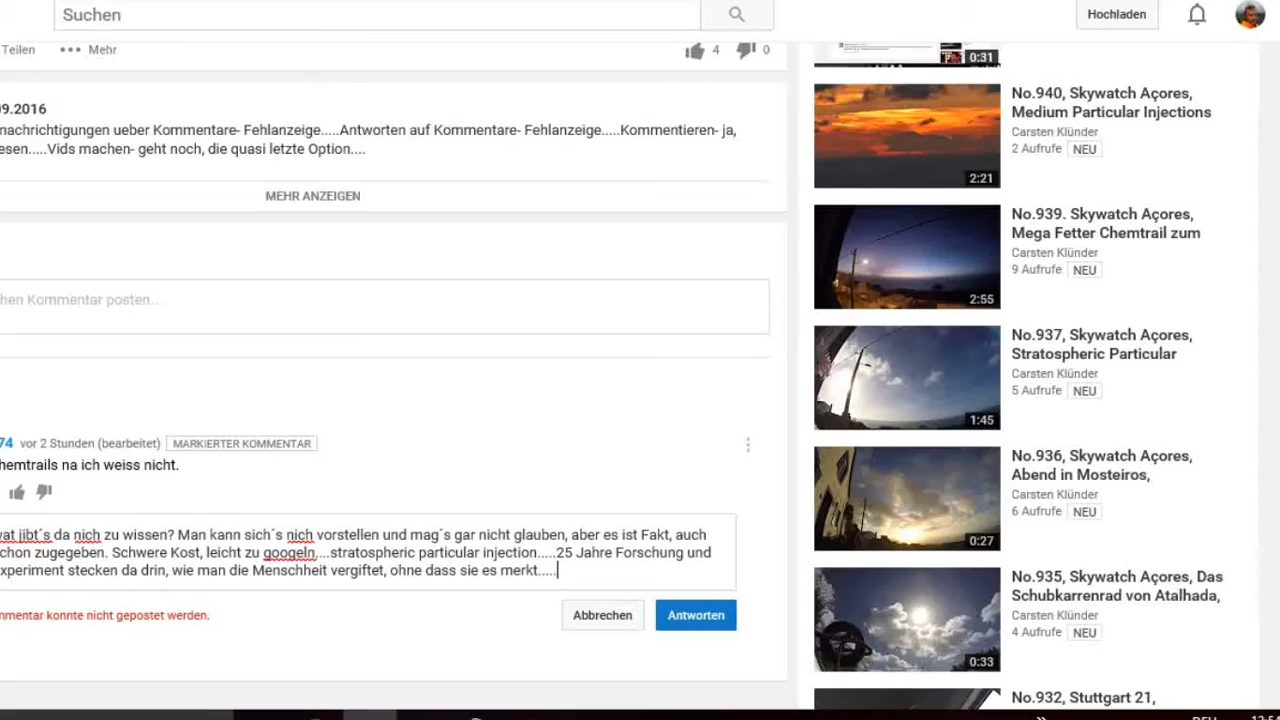 Suchen
Hochladen
Teilen ••• Mehr
4
0
09.2016
nachrichtigungen ueber Kommentare- Fehlanzeige.....Antworten auf Kommentare- Fehlanzeige.....Kommentieren- ja,
esen.....Vids machen- geht noch, die quasi letzte Option....
MEHR ANZEIGEN
hen Kommentar posten...
74 vor 2 Stunden (bearbeitet) MARKIERTER KOMMENTAR
hemtrails na ich weiss nicht.
wat jibt´s da nich zu wissen? Man kann sich´s nich vorstellen und mag´s gar nicht glauben, aber es ist Fakt, auch
chon zugegeben. Schwere Kost, leicht zu googeln....stratospheric particular injection.....25 Jahre Forschung und
xperiment stecken da drin, wie man die Menschheit vergiftet, ohne dass sie es merkt.....
mmentar konnte nicht gepostet werden.
Abbrechen
Antworten
0:31
No.940, Skywatch Açores,
Medium Particular Injections
Carsten Klünder
2 Aufrufe NEU
2:21
No.939. Skywatch Açores,
Mega Fetter Chemtrail zum
Carsten Klünder
9 Aufrufe NEU
2:55
No.937, Skywatch Açores,
Stratospheric Particular
Carsten Klünder
5 Aufrufe NEU
1:45
No.936, Skywatch Açores,
Abend in Mosteiros,
Carsten Klünder
6 Aufrufe NEU
0:27
No.935, Skywatch Açores, Das
Schubkarrenrad von Atalhada,
Carsten Klünder
4 Aufrufe NEU
0:33
No.932, Stuttgart 21,